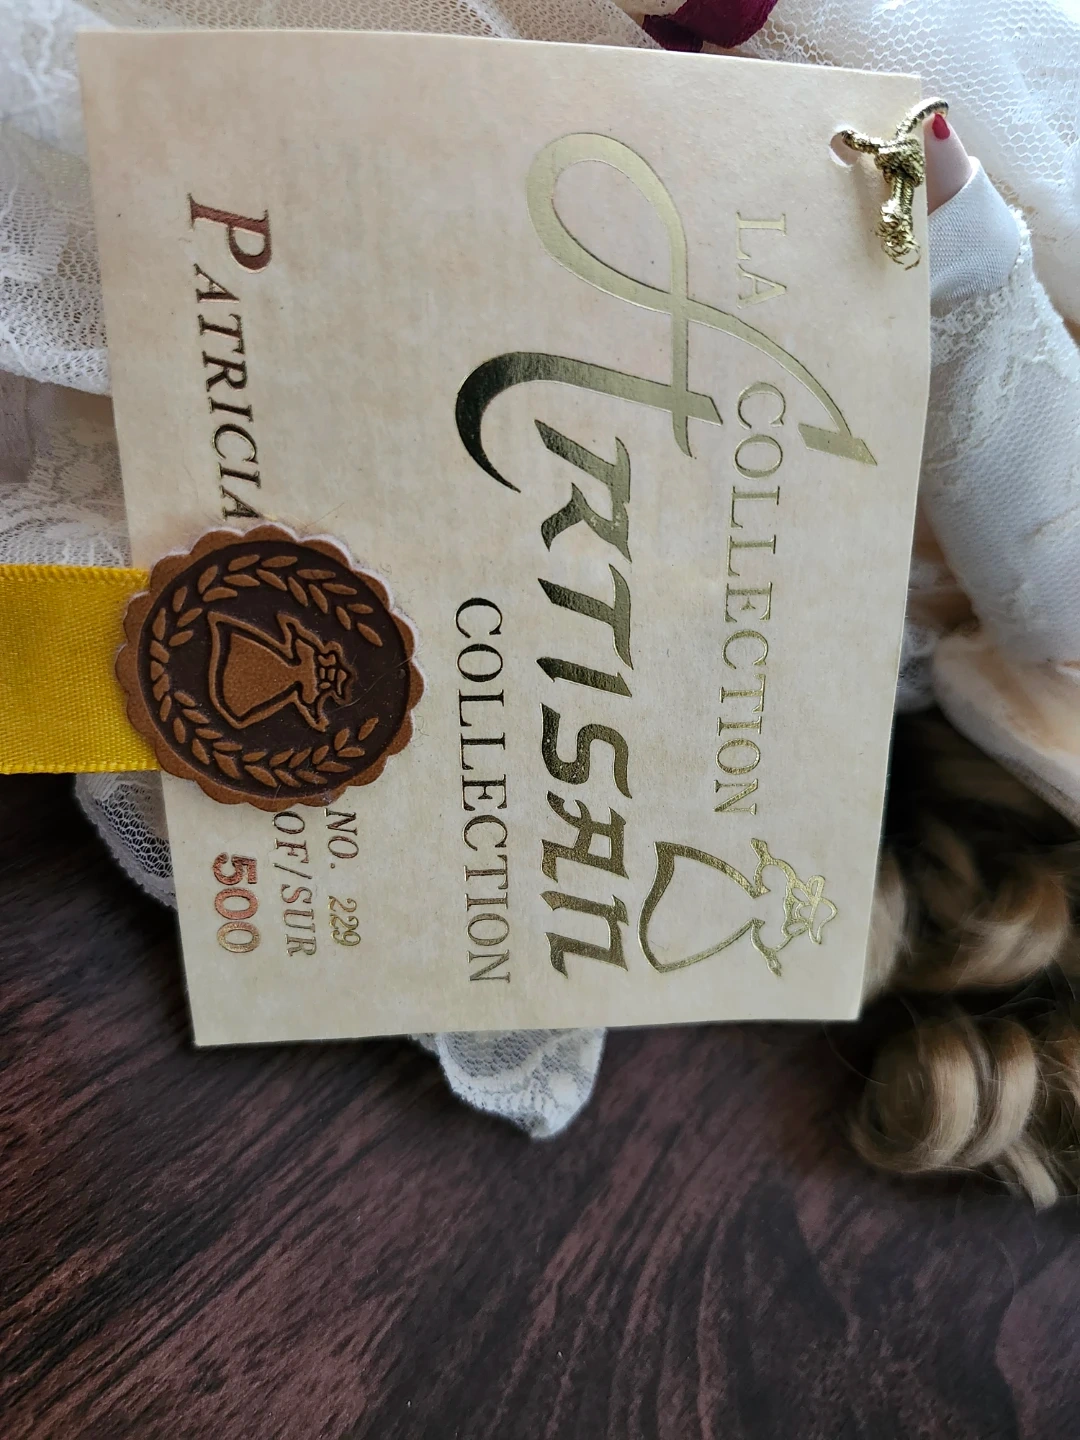 LA COLLECTION
ARTISAN
COLLECTION
NO. 229
OF/SUR
PATRICIA
500